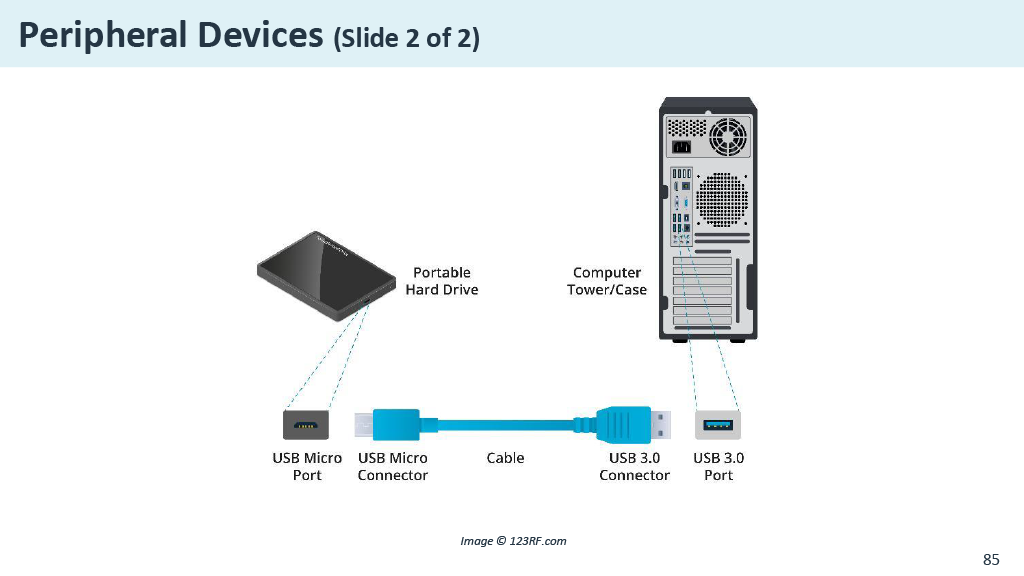 Peripheral Devices (Slide 2 of 2)
Portable
Hard Drive
Computer
Tower/Case
USB Micro
Port
USB Micro
Connector
Cable
USB 3.0
Connector
USB 3.0
Port
Image © 123RF.com
85